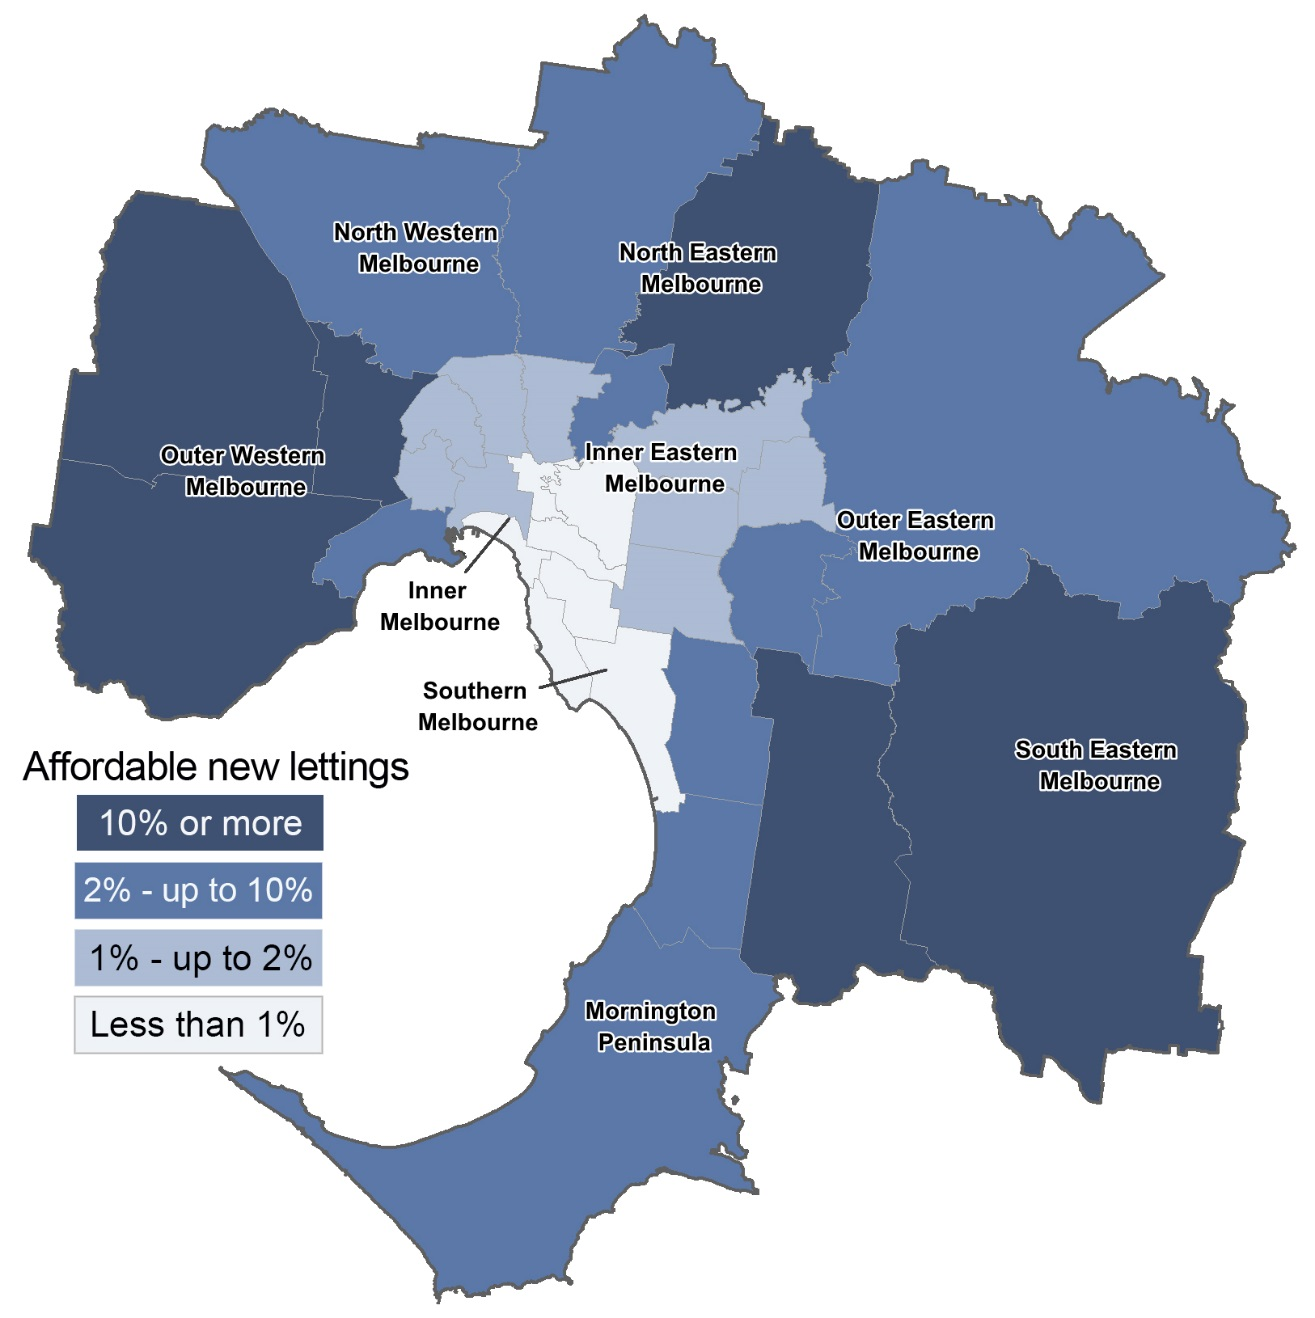 North Western
Melbourne
North Eastern
Melbourne
Outer Western
Melbourne
Inner Eastern
Melbourne
Outer Eastern
Melbourne
Inner
Melbourne
Southern
Melbourne
South Eastern
Melbourne
Affordable new lettings
10% or more
2% - up to 10%
1% - up to 2%
Less than 1%
Mornington
Peninsula